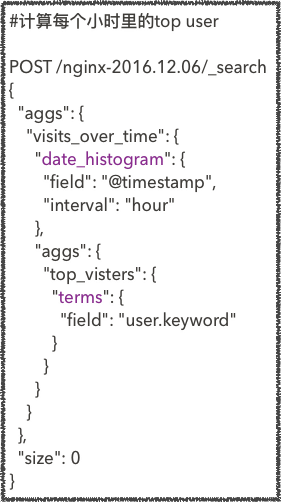 #计算每个小时里的top user
POST /nginx-2016.12.06/_search
{
"aggs": {
"visits_over_time": {
"date_histogram": {
"field": "@timestamp",
"interval": "hour"
},
"aggs": {
"top_visters": {
"terms": {
"field": "user.keyword"
}
}
}
}
},
"size": 0
}